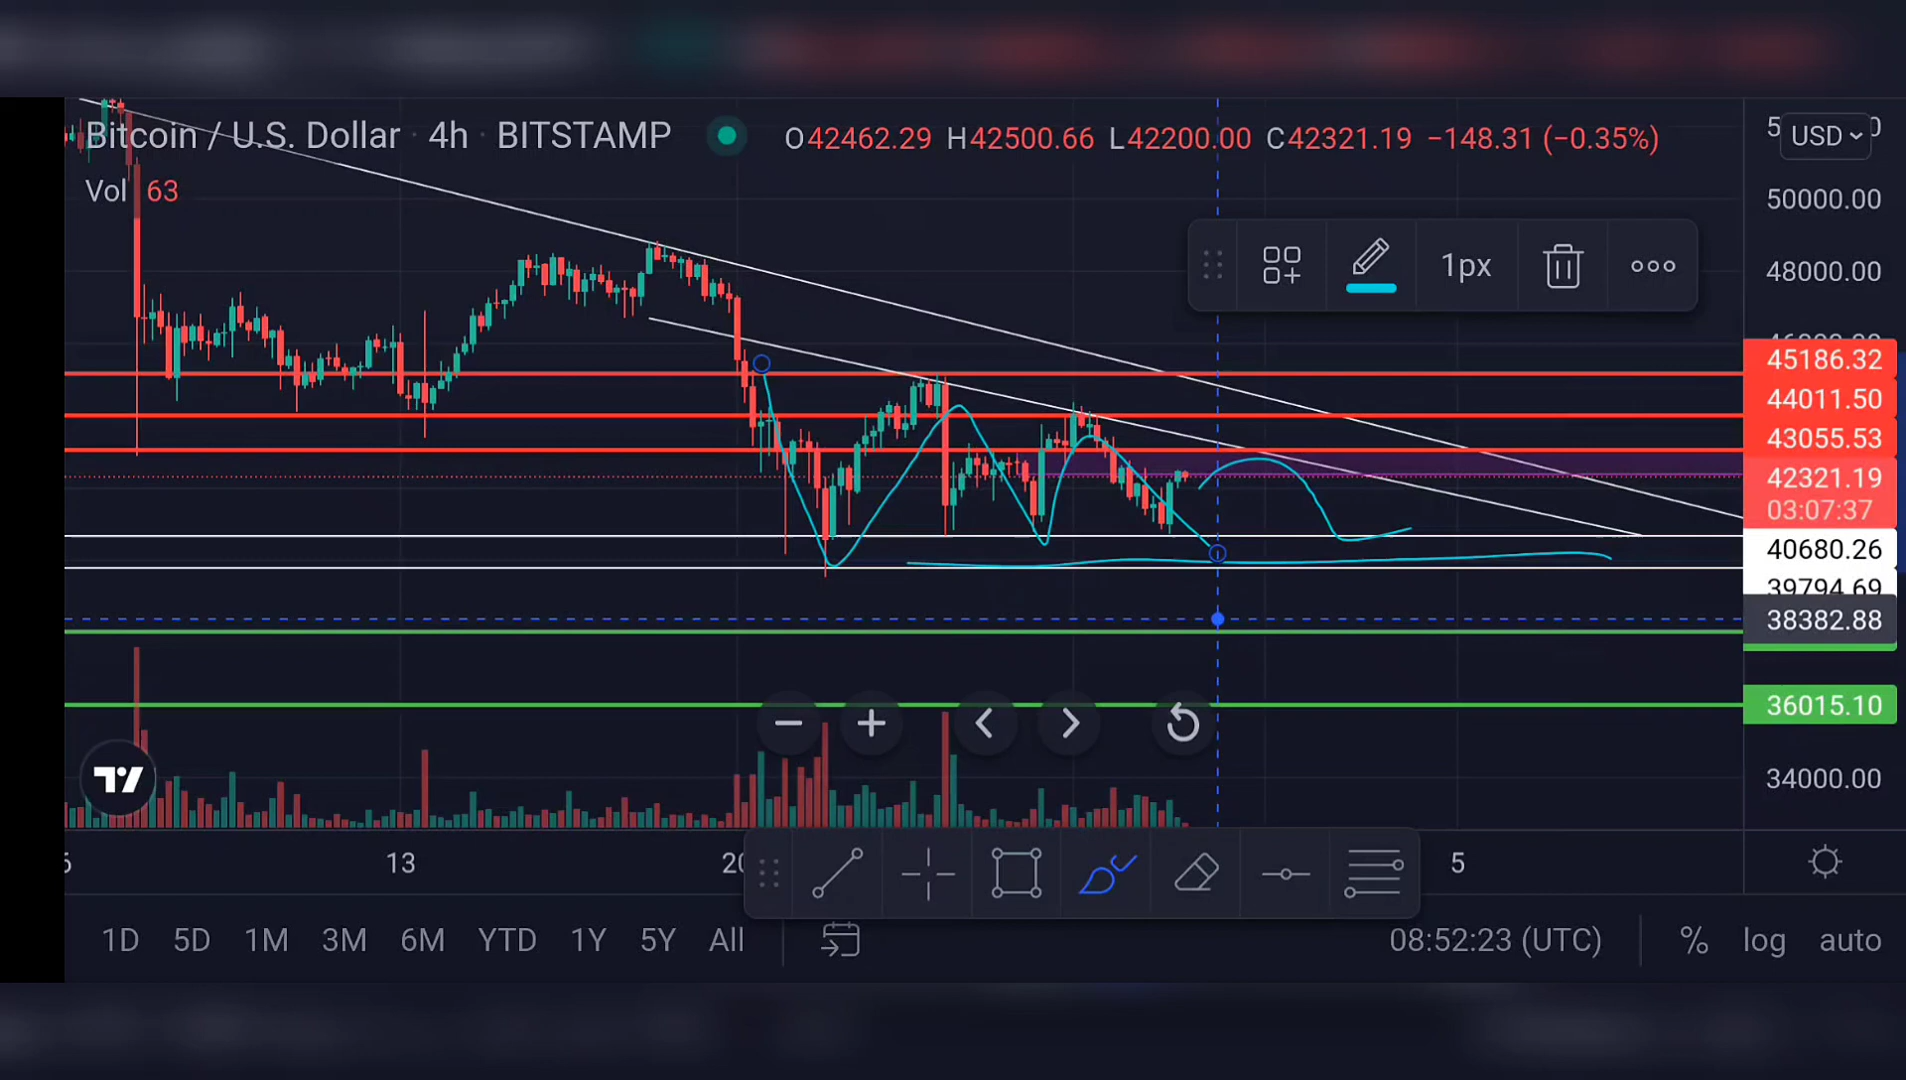 Bitcoin / U.S. Dollar · 4h · BITSTAMP
O42462.29 H42500.66 L42200.00 C42321.19 −148.31 (−0.35%)
USD
Vol 63
50000.00
1px
48000.00
45186.32
44011.50
43055.53
42321.19
03:07:37
40680.26
39794.69
38382.88
36015.10
34000.00
13
5
1D 5D 1M 3M 6M YTD 1Y 5Y All
08:52:23 (UTC)
% log auto